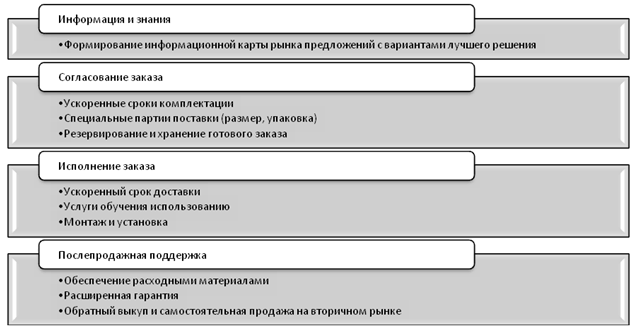 Информация и знания
•Формирование информационной карты рынка предложений с вариантами лучшего решения
Согласование заказа
•Ускоренные сроки комплектации
•Специальные партии поставки (размер, упаковка)
•Резервирование и хранение готового заказа
Исполнение заказа
•Ускоренный срок доставки
•Услуги обучения использованию
•Монтаж и установка
Послепродажная поддержка
•Обеспечение расходными материалами
•Расширенная гарантия
•Обратный выкуп и самостоятельная продажа на вторичном рынке